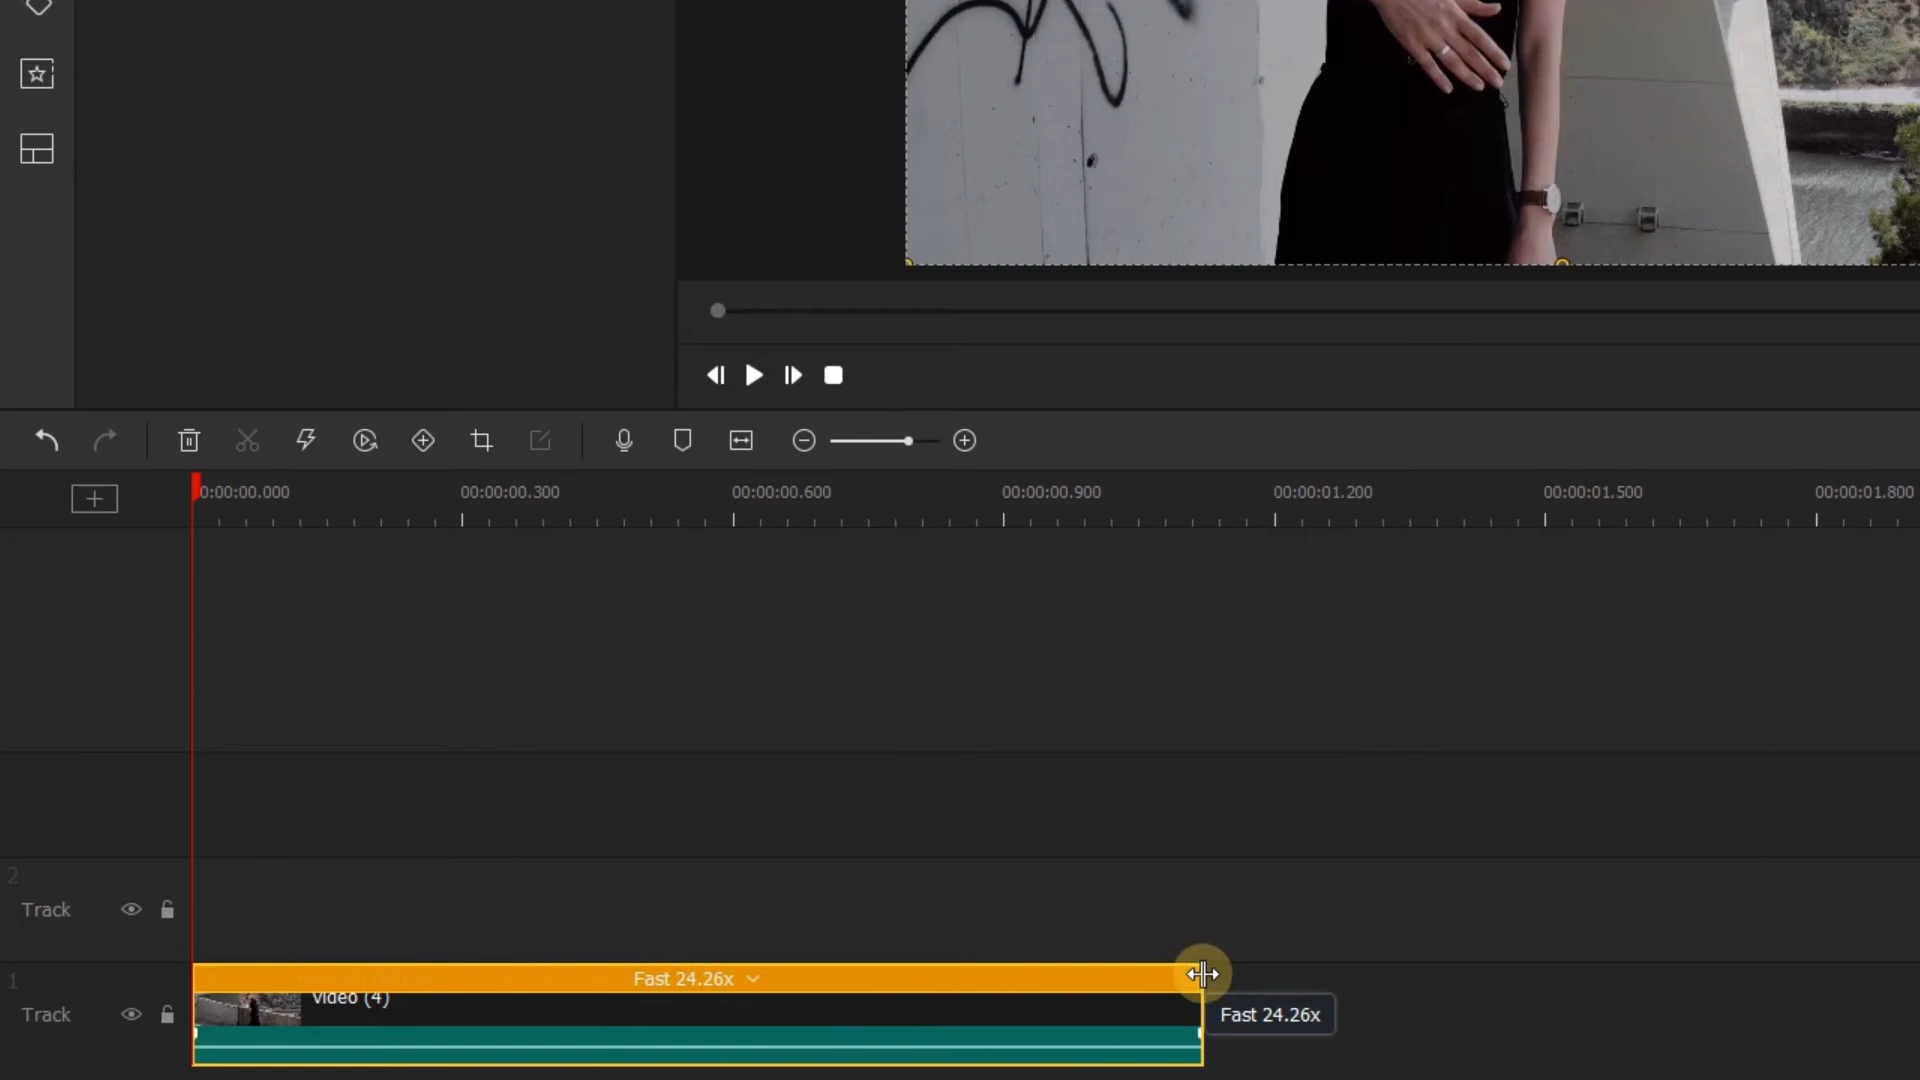 0:00:00.000
00:00:00.300
00:00:00.600
00:00:00.900
00:00:01.200
00:00:01.500
00:00:01.800
2
Track
Fast 24.26x
1
video (4)
Track
Fast 24.26x